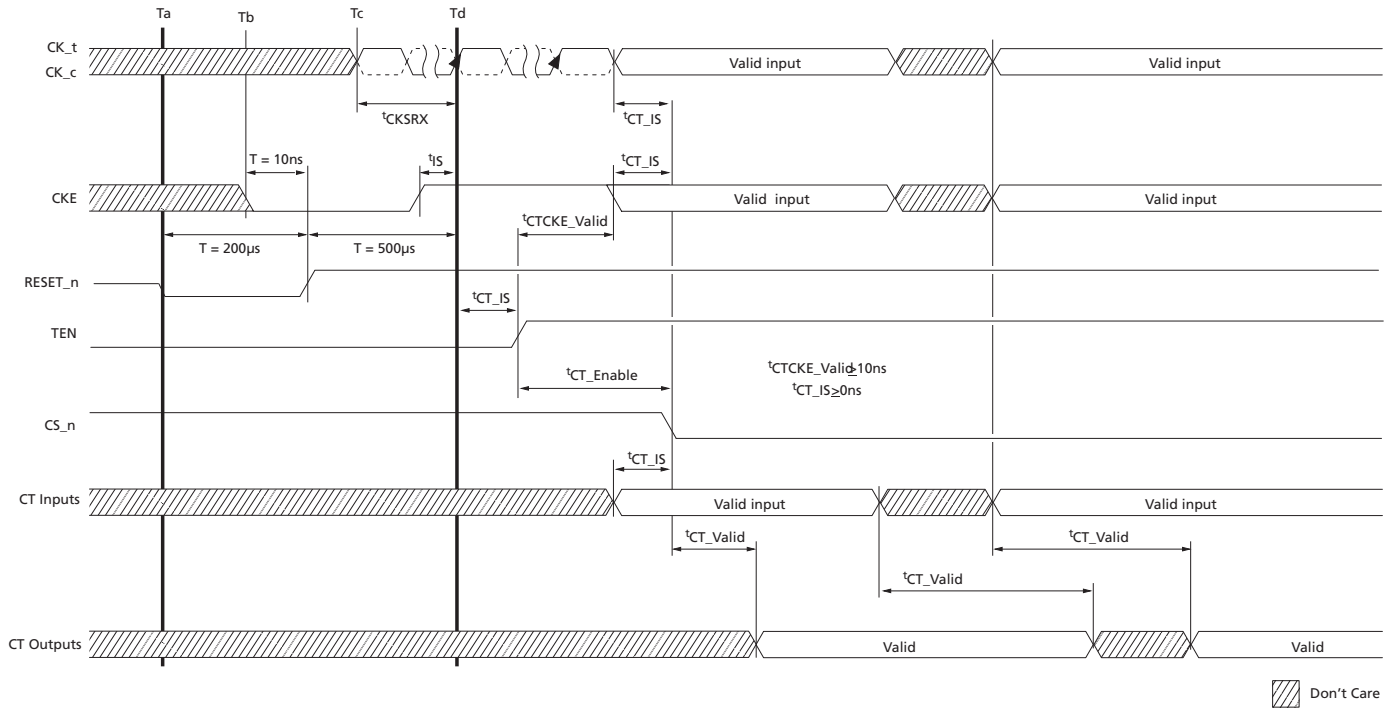 Ta Tb Tc Td
CK_t
CK_c
Valid input Valid input
tCKSRX tCT_IS
T = 10ns tIS tCT_IS
CKE Valid input Valid input
tCTCKE_Valid
T = 200µs T = 500µs
RESET_n
tCT_IS
TEN
tCT_Enable tCTCKE_Valid≥10ns
tCT_IS≥0ns
CS_n
tCT_IS
CT Inputs Valid input Valid input
tCT_Valid tCT_Valid
tCT_Valid
CT Outputs Valid Valid
Don't Care